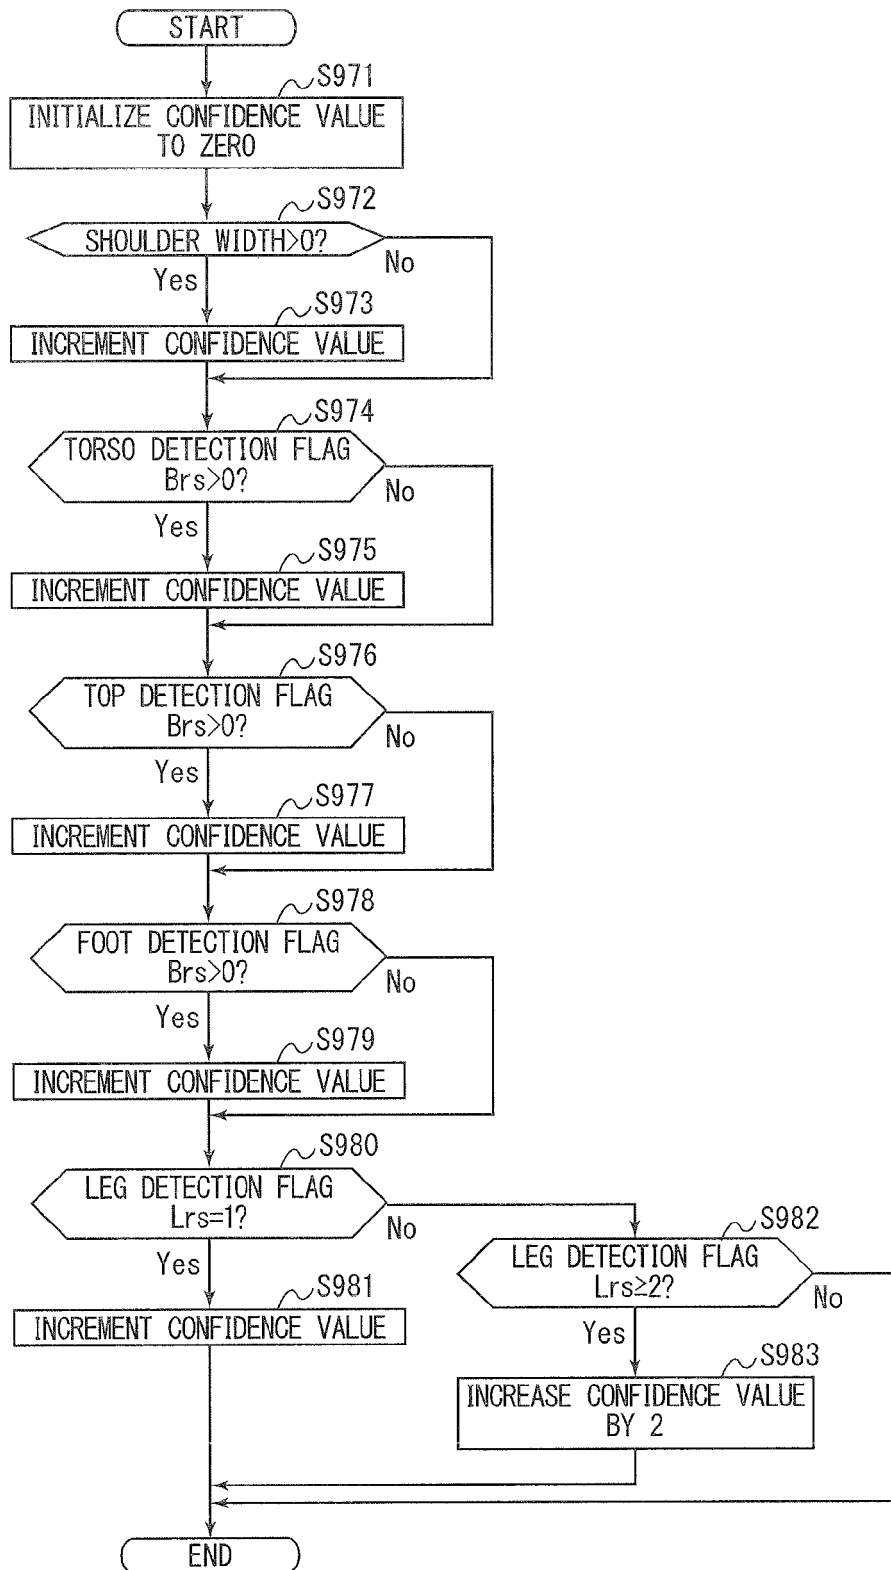 START
S971
INITIALIZE CONFIDENCE VALUE
TO ZERO
S972
SHOULDER WIDTH>0?
No
Yes
S973
INCREMENT CONFIDENCE VALUE
S974
TORSO DETECTION FLAG
Brs>0?
No
Yes
S975
INCREMENT CONFIDENCE VALUE
S976
TOP DETECTION FLAG
Brs>0?
No
Yes
S977
INCREMENT CONFIDENCE VALUE
S978
FOOT DETECTION FLAG
Brs>0?
No
Yes
S979
INCREMENT CONFIDENCE VALUE
S980
LEG DETECTION FLAG
Lrs=1?
No
Yes
S981
INCREMENT CONFIDENCE VALUE
S982
LEG DETECTION FLAG
Lrs≥2?
No
Yes
S983
INCREASE CONFIDENCE VALUE
BY 2
END